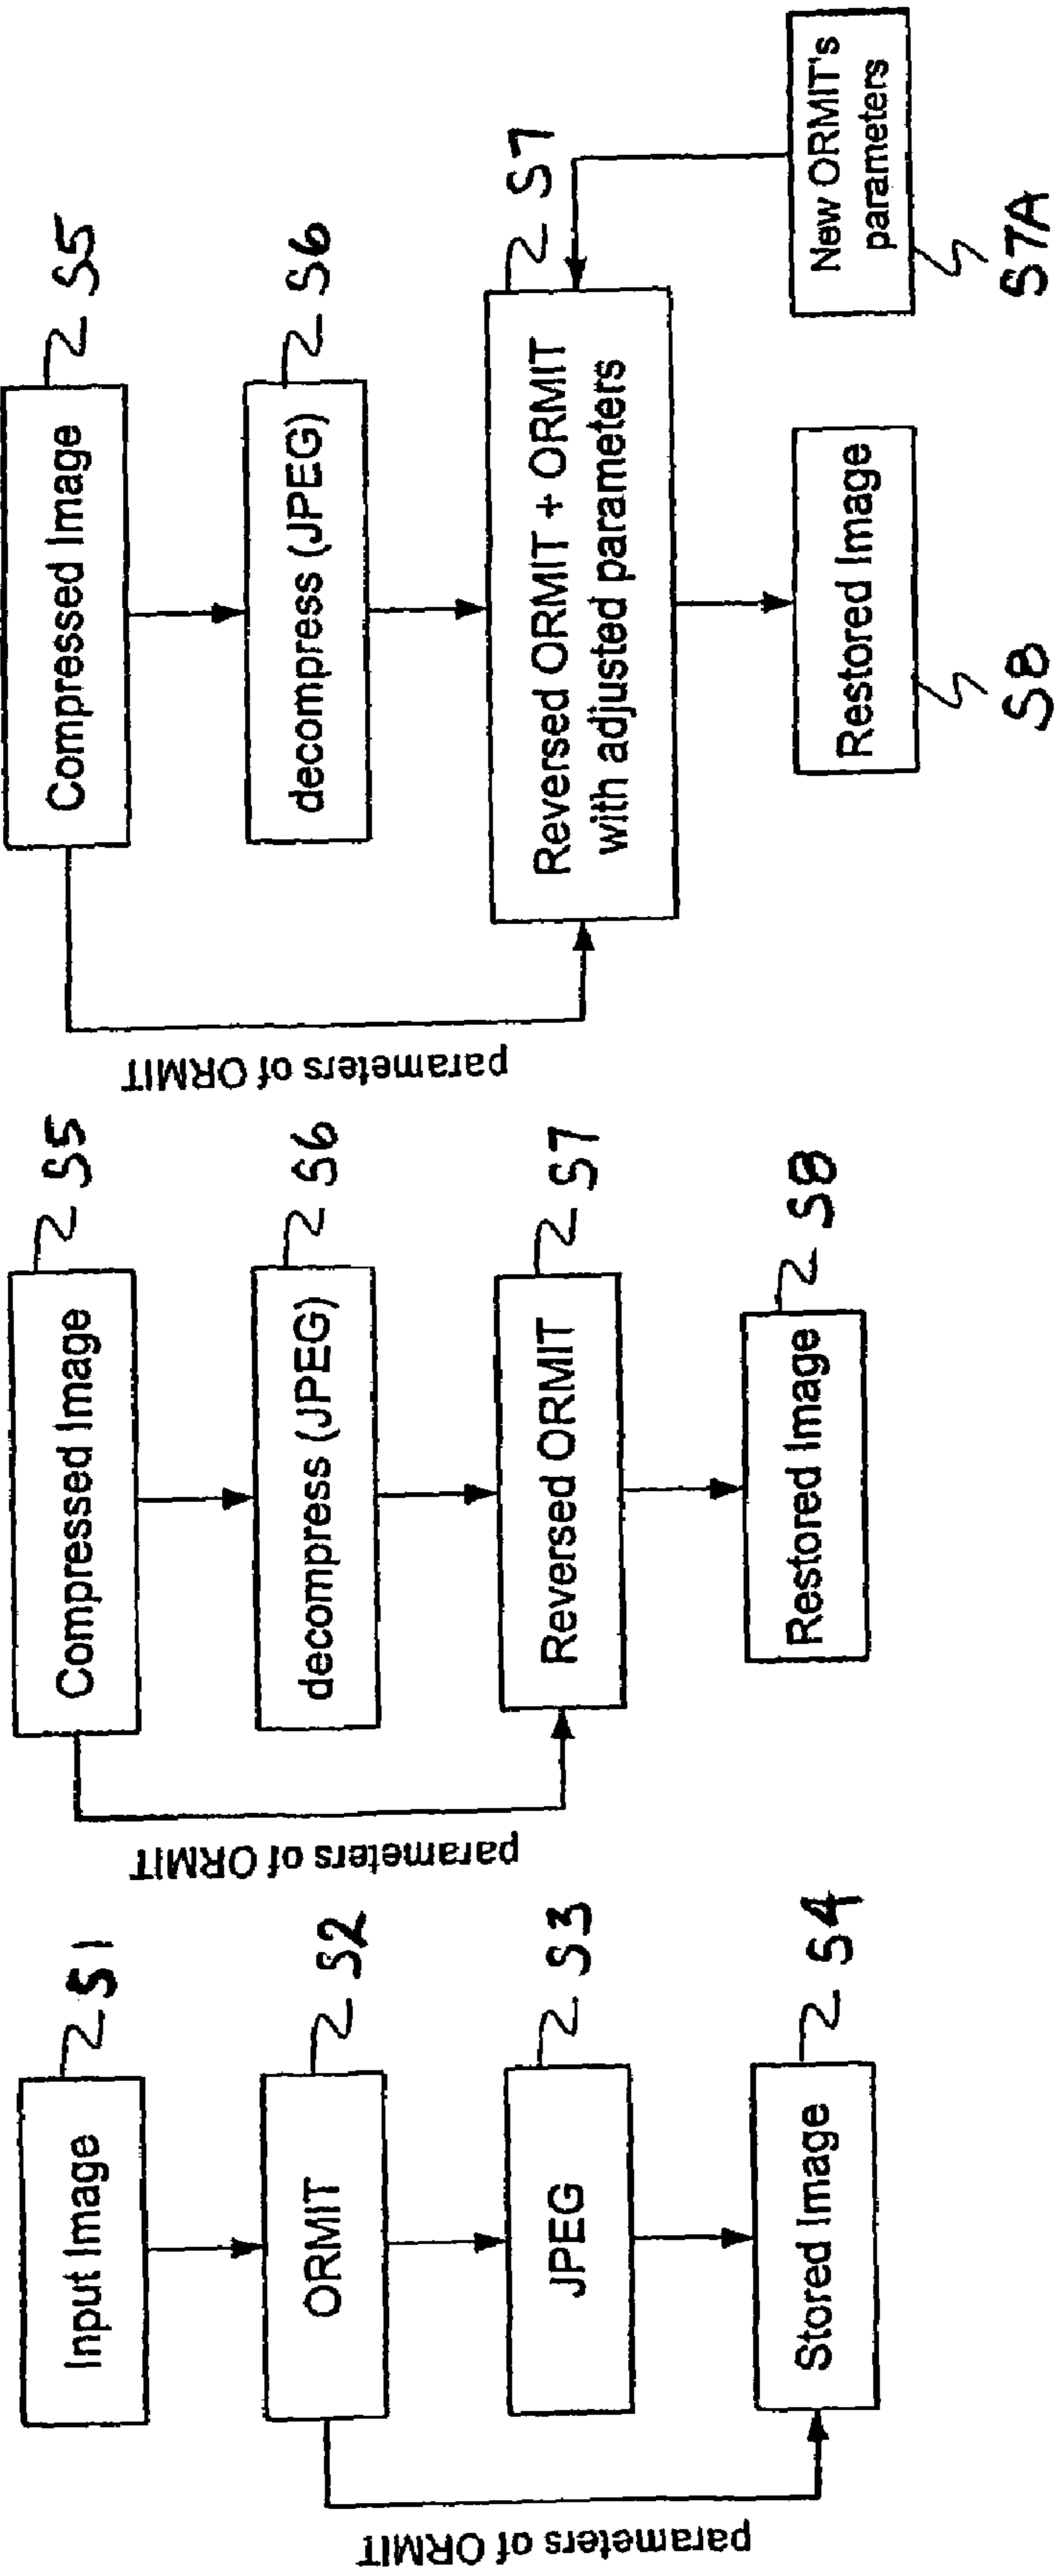 Input Image
S1
ORMIT
S2
JPEG
S3
Stored Image
S4
parameters of ORMIT
Compressed Image
S5
decompress (JPEG)
S6
Reversed ORMIT
S7
Restored Image
S8
parameters of ORMIT
Compressed Image
S5
decompress (JPEG)
S6
Reversed ORMIT + ORMIT
with adjusted parameters
S7
New ORMIT's
parameters
S7A
Restored Image
S8
parameters of ORMIT